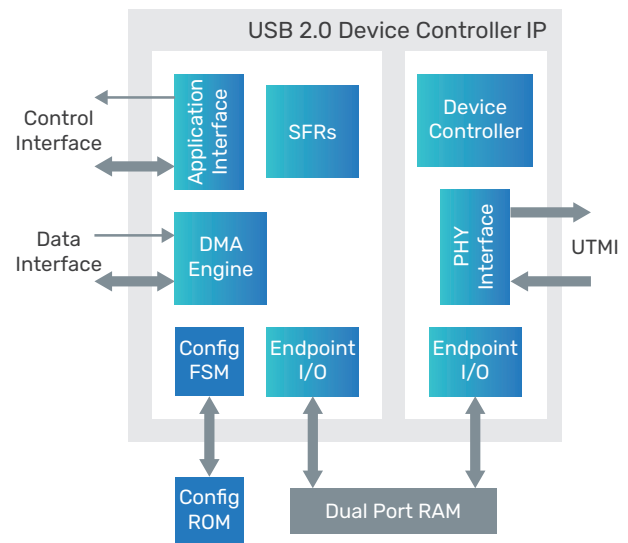 USB 2.0 Device Controller IP
Control
Interface
Application
Interface
SFRs
Device
Controller
Data
Interface
DMA
Engine
PHY
Interface
UTMI
Config
FSM
Endpoint
I/O
Endpoint
I/O
Config
ROM
Dual Port RAM